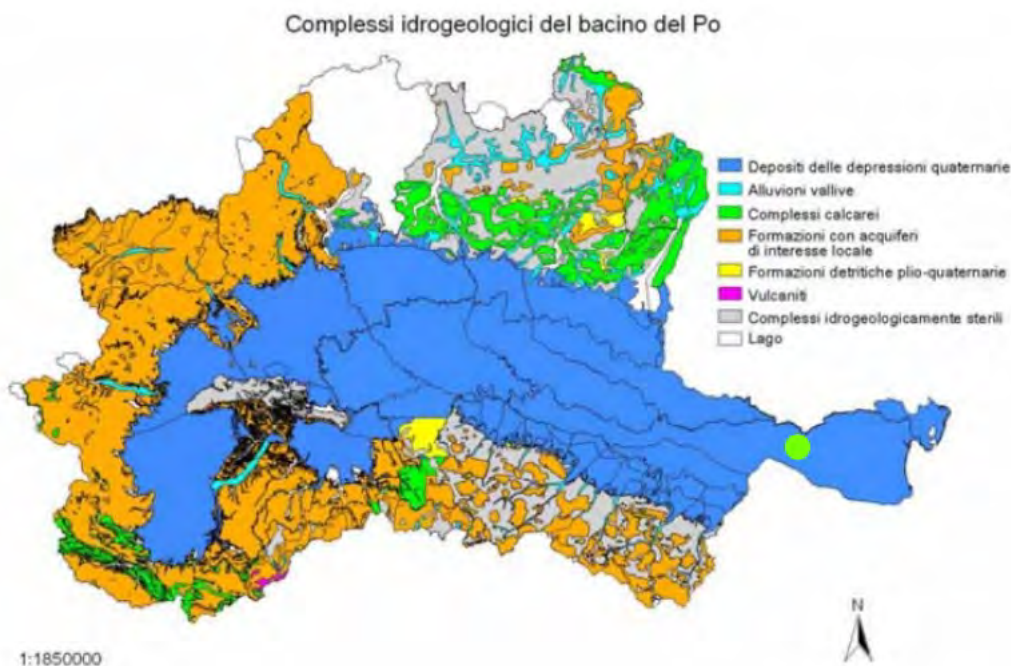 Complessi idrogeologici del bacino del Po
Depositi delle depressioni quaternarie
Alluvioni vallive
Complessi calcarei
Formazioni con acquiferi
di interesse locale
Formazioni detritiche plio-quaternarie
Vulcaniti
Complessi idrogeologicamente sterili
Lago
N
1:1850000